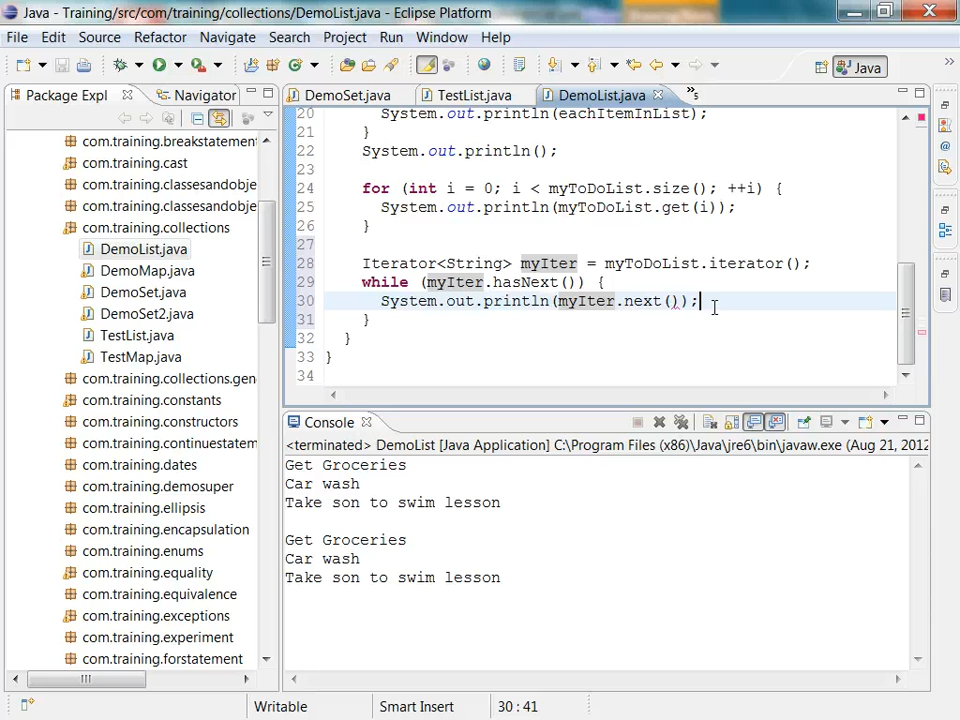 Java - Training/src/com/training/collections/DemoList.java - Eclipse Platform
File Edit Source Refactor Navigate Search Project Run Window Help
Java
Package Expl Navigator
DemoSet.java TestList.java DemoList.java 5
com.training.breakstatement
com.training.cast
com.training.classesandobje
com.training.classesandobje
com.training.collections
DemoList.java
DemoMap.java
DemoSet.java
DemoSet2.java
TestList.java
TestMap.java
com.training.collections.gen
com.training.constants
com.training.constructors
com.training.continuestatem
com.training.dates
com.training.demosuper
com.training.ellipsis
com.training.encapsulation
com.training.enums
com.training.equality
com.training.equivalence
com.training.exceptions
com.training.experiment
com.training.forstatement
20 System.out.println(eachItemInList);
21 }
22 System.out.println();
23
24 for (int i = 0; i < myToDoList.size(); ++i) {
25 System.out.println(myToDoList.get(i));
26 }
27
28 Iterator<String> myIter = myToDoList.iterator();
29 while (myIter.hasNext()) {
30 System.out.println(myIter.next());
31 }
32 }
33 }
34
Console
<terminated> DemoList [Java Application] C:\Program Files (x86)\Java\jre6\bin\javaw.exe (Aug 21, 2012
Get Groceries
Car wash
Take son to swim lesson
Get Groceries
Car wash
Take son to swim lesson
Writable Smart Insert 30 : 41